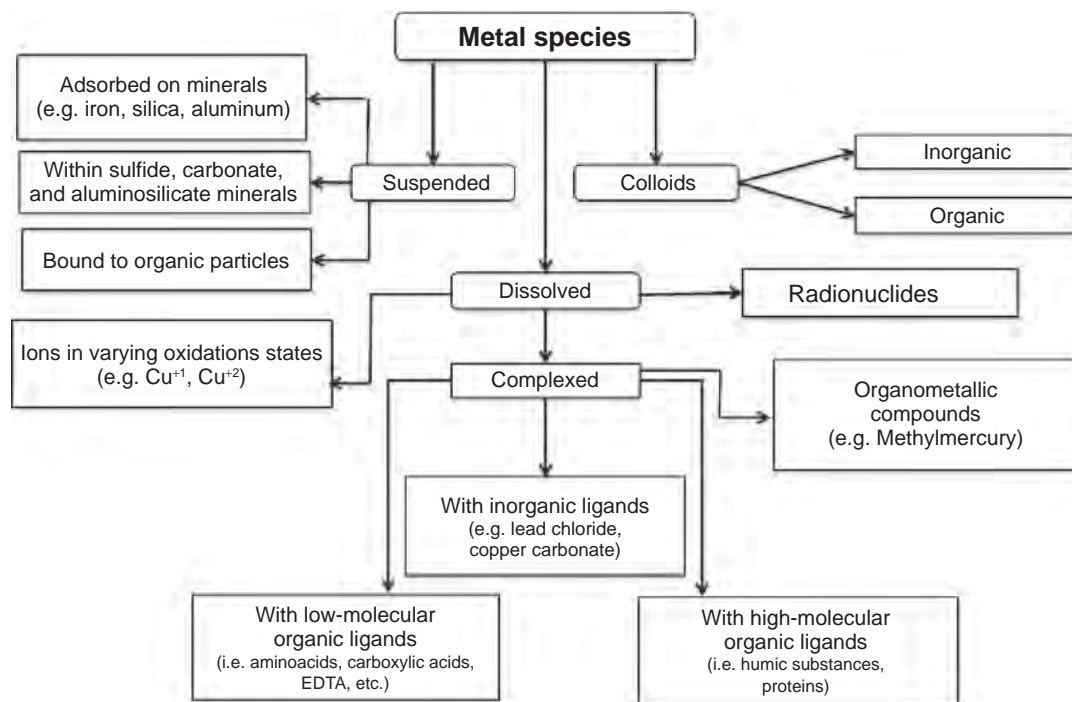 Metal species
Adsorbed on minerals
(e.g. iron, silica, aluminum)
Within sulfide, carbonate,
and aluminosilicate minerals
Bound to organic particles
Suspended
Colloids
Inorganic
Organic
Dissolved
Radionuclides
Ions in varying oxidations states
(e.g. Cu⁺¹, Cu⁺²)
Complexed
Organometallic
compounds
(e.g. Methylmercury)
With inorganic ligands
(e.g. lead chloride,
copper carbonate)
With low-molecular
organic ligands
(i.e. aminoacids, carboxylic acids,
EDTA, etc.)
With high-molecular
organic ligands
(i.e. humic substances,
proteins)